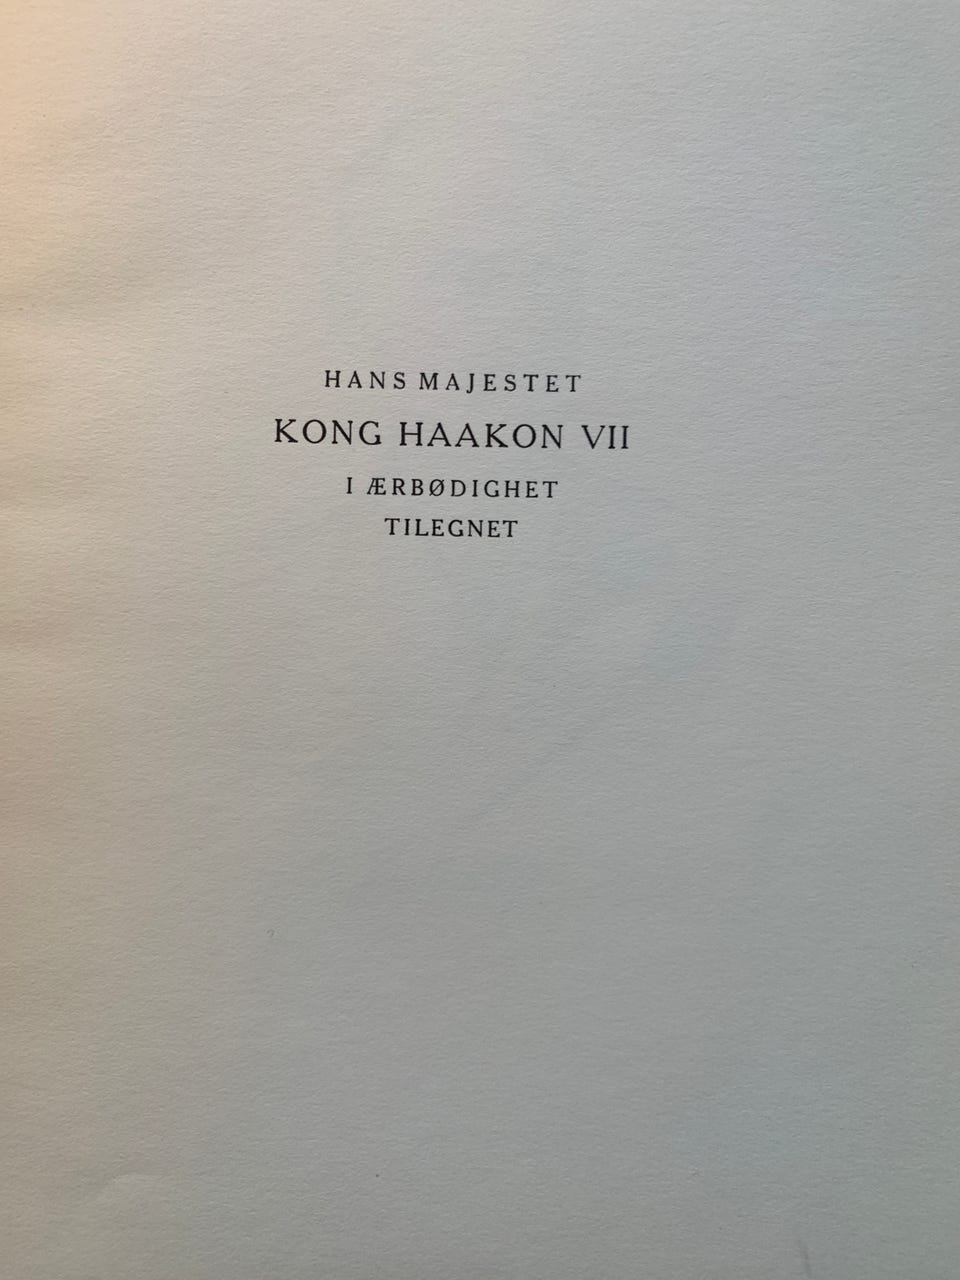 HANS MAJESTET
KONG HAAKON VII
I ÆRBØDIGHET
TILEGNET